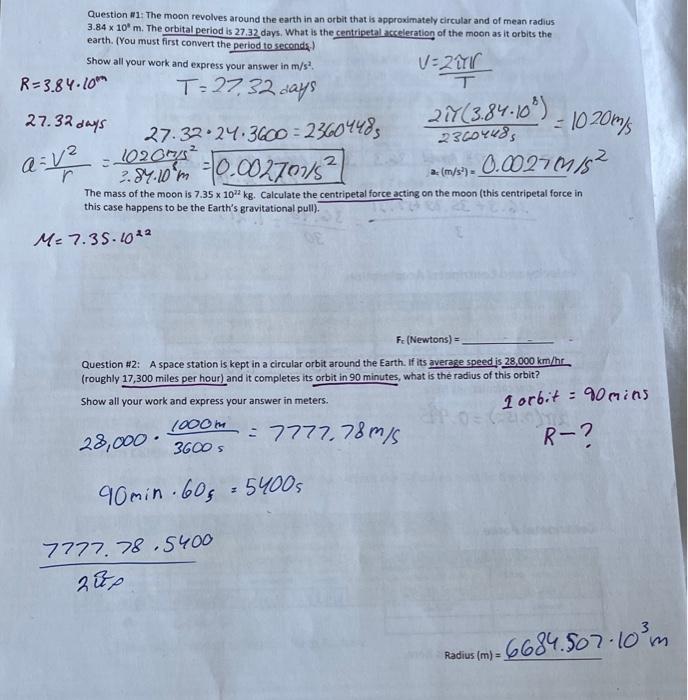 Question #1: The moon revolves around the earth in an orbit that is approximately circular and of mean radius
3.84 x 10⁸ m. The orbital period is 27.32 days. What is the centripetal acceleration of the moon as it orbits the
earth. (You must first convert the period to seconds.)
Show all your work and express your answer in m/s².
V=2πr/T
R=3.84·10ᵐ
T=27.32 days
27.32 days
27.32·24·3600=2360448s
2π(3.84·10⁸)/2360448s = 1020m/s
a=V²/r = 1020m/s²/3.84·10⁸m = 0.0027m/s²
a꜀ (m/s²) = 0.0027m/s²
The mass of the moon is 7.35 x 10²² kg. Calculate the centripetal force acting on the moon (this centripetal force in
this case happens to be the Earth's gravitational pull).
M=7.35·10²²
F꜀ (Newtons) =
Question #2: A space station is kept in a circular orbit around the Earth. If its average speed is 28,000 km/hr
(roughly 17,300 miles per hour) and it completes its orbit in 90 minutes, what is the radius of this orbit?
Show all your work and express your answer in meters.
1 orbit = 90mins
28,000 · 1000m/3600s = 7777.78m/s
R-?
90min·60s = 5400s
7777.78·5400
2π
Radius (m) = 6684.507·10³m